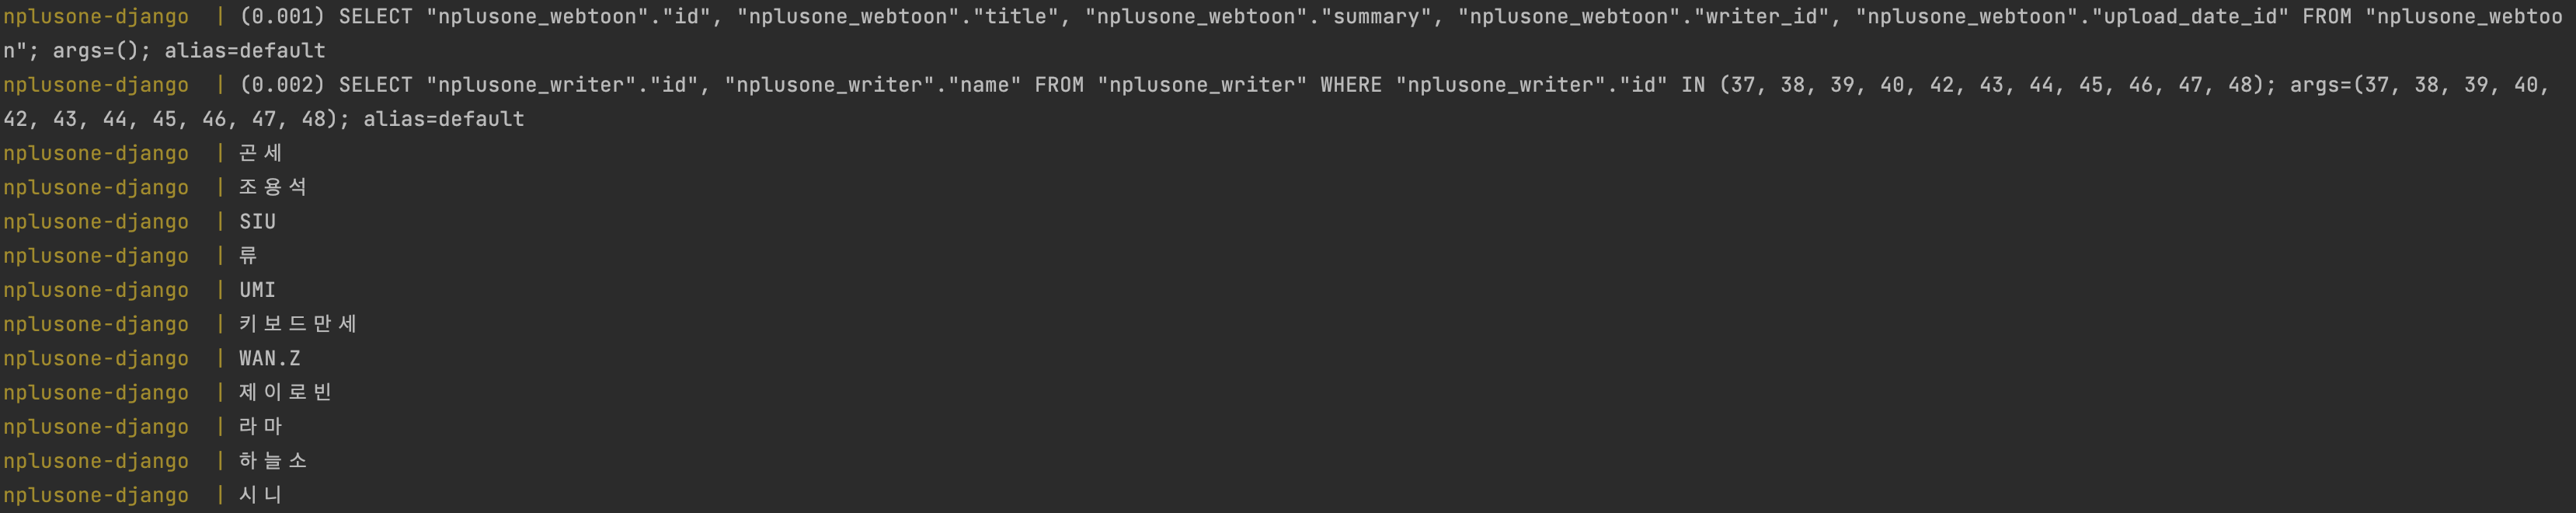 nplusone-django  | (0.001) SELECT "nplusone_webtoon"."id", "nplusone_webtoon"."title", "nplusone_webtoon"."summary", "nplusone_webtoon"."writer_id", "nplusone_webtoon"."upload_date_id" FROM "nplusone_webtoo
n"; args=(); alias=default
nplusone-django  | (0.002) SELECT "nplusone_writer"."id", "nplusone_writer"."name" FROM "nplusone_writer" WHERE "nplusone_writer"."id" IN (37, 38, 39, 40, 42, 43, 44, 45, 46, 47, 48); args=(37, 38, 39, 40,
42, 43, 44, 45, 46, 47, 48); alias=default
nplusone-django  | 곤세
nplusone-django  | 조용석
nplusone-django  | SIU
nplusone-django  | 류
nplusone-django  | UMI
nplusone-django  | 키보드만세
nplusone-django  | WAN.Z
nplusone-django  | 제이로빈
nplusone-django  | 라마
nplusone-django  | 하늘소
nplusone-django  | 시니